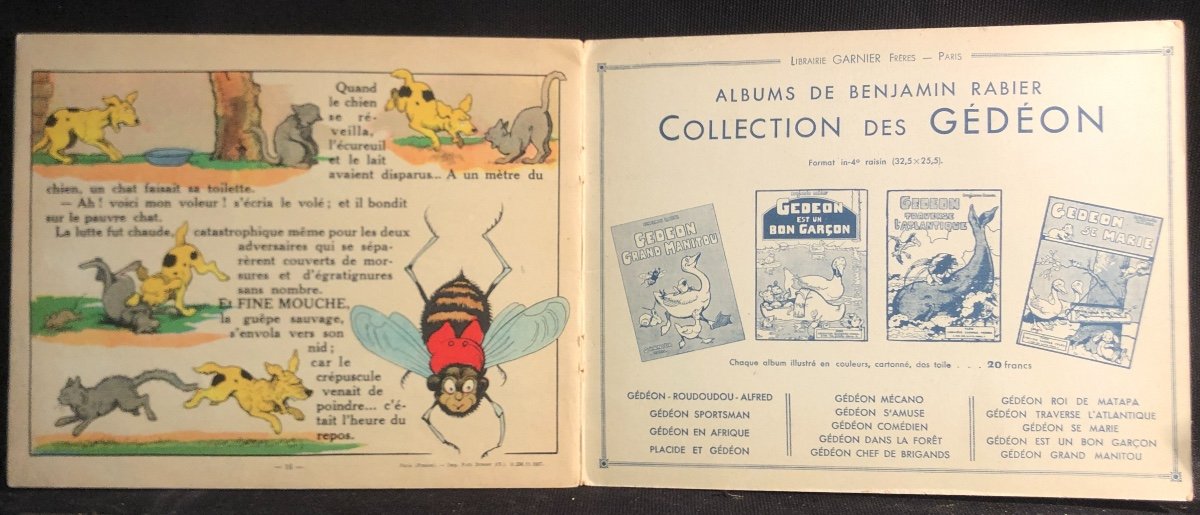 Quand
le chien
se ré-
veilla,
l'écureuil
et le lait
avaient disparus... A un mètre du
chien, un chat faisait sa toilette.
— Ah ! voici mon voleur ! s'écria le volé ; et il bondit
sur le pauvre chat.
La lutte fut chaude, catastrophique même pour les deux
adversaires qui se sépa-
rèrent couverts de mor-
sures et d'égratignures
sans nombre.
Et FINE MOUCHE,
la guêpe sauvage,
s'envola vers son
nid ;
car le
crépuscule
venait de
poindre... c'é-
tait l'heure du
repos.
— 16 —
LIBRAIRIE GARNIER FRÈRES — PARIS
ALBUMS DE BENJAMIN RABIER
COLLECTION DES GÉDÉON
Format in-4º raisin (32,5×25,5).
GEDEON
GRAND MANITOU
GEDEON
EST UN
BON GARÇON
GEDEON
TRAVERSE
L'ATLANTIQUE
GEDEON
SE MARIE
Chaque album illustré en couleurs, cartonné, dos toile . . . 20 francs
GÉDÉON - ROUDOUDOU - ALFRED
GÉDÉON SPORTSMAN
GÉDÉON EN AFRIQUE
PLACIDE ET GÉDÉON
GÉDÉON MÉCANO
GÉDÉON S'AMUSE
GÉDÉON COMÉDIEN
GÉDÉON DANS LA FORÊT
GÉDÉON CHEF DE BRIGANDS
GÉDÉON ROI DE MATAPA
GÉDÉON TRAVERSE L'ATLANTIQUE
GÉDÉON SE MARIE
GÉDÉON EST UN BON GARÇON
GÉDÉON GRAND MANITOU